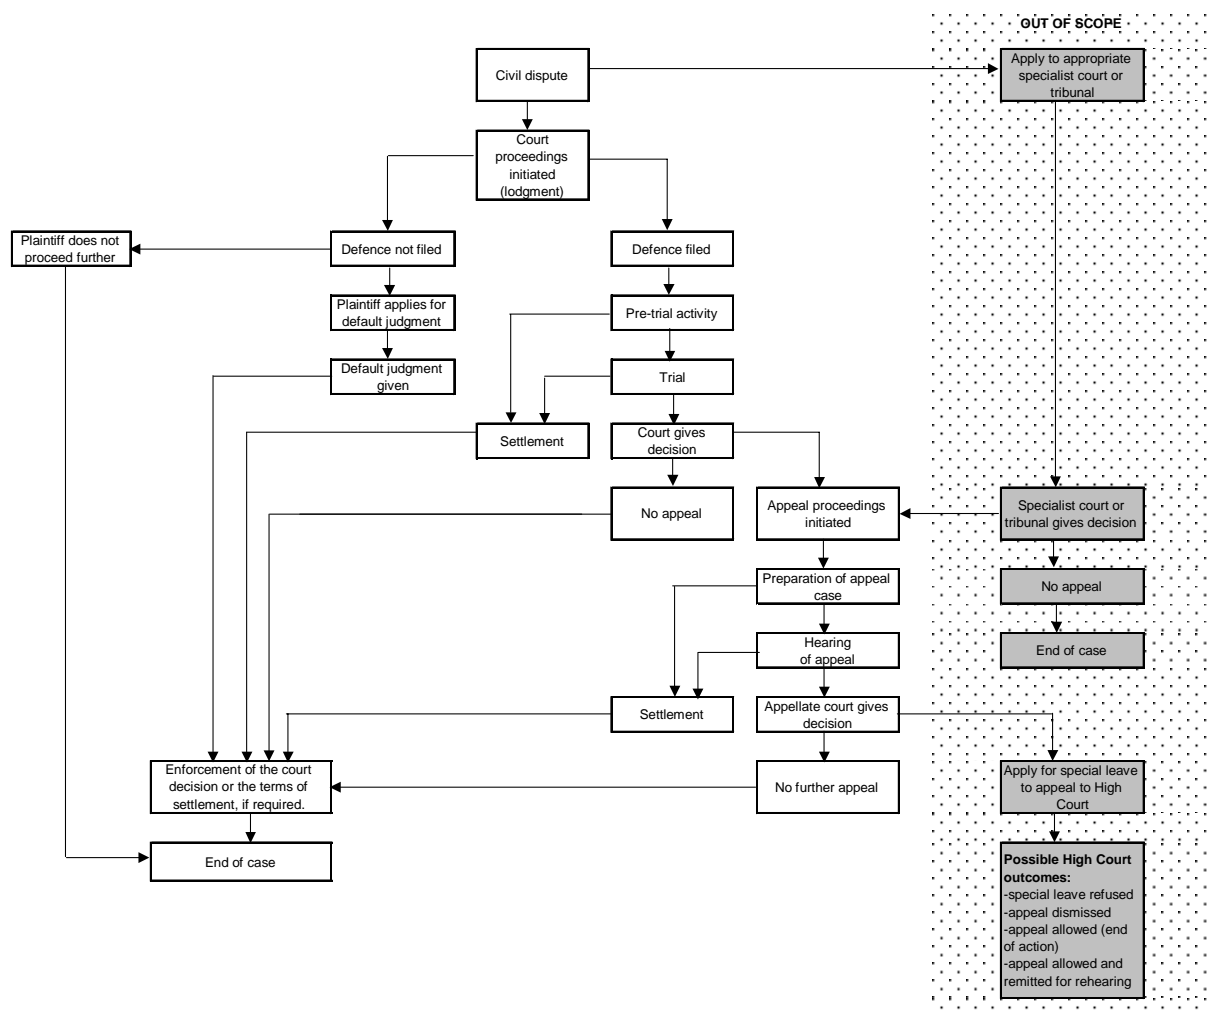 OUT OF SCOPE
Civil dispute
Apply to appropriate
specialist court or
tribunal
Court
proceedings
initiated
(lodgment)
Plaintiff does not
proceed further
Defence not filed
Defence filed
Plaintiff applies for
default judgment
Pre-trial activity
Default judgment
given
Trial
Settlement
Court gives
decision
No appeal
Appeal proceedings
initiated
Specialist court or
tribunal gives decision
Preparation of appeal
case
No appeal
Hearing
of appeal
End of case
Settlement
Appellate court gives
decision
Enforcement of the court
decision or the terms of
settlement, if required.
No further appeal
Apply for special leave
to appeal to High
Court
End of case
Possible High Court
outcomes:
-special leave refused
-appeal dismissed
-appeal allowed (end
of action)
-appeal allowed and
remitted for rehearing